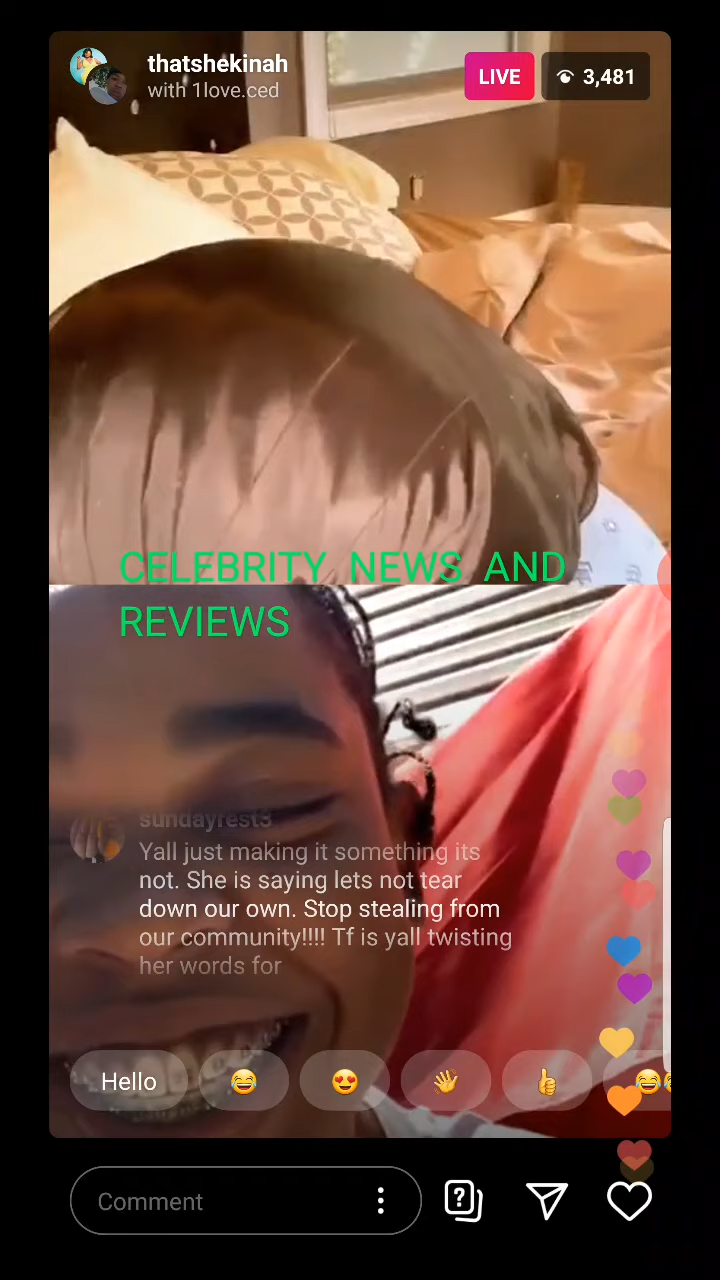 thatshekinah
with 1love.ced
LIVE
3,481
CELEBRITY NEWS AND
REVIEWS
sundayrest3
Yall just making it something its
not. She is saying lets not tear
down our own. Stop stealing from
our community!!!! Tf is yall twisting
her words for
Hello
Comment